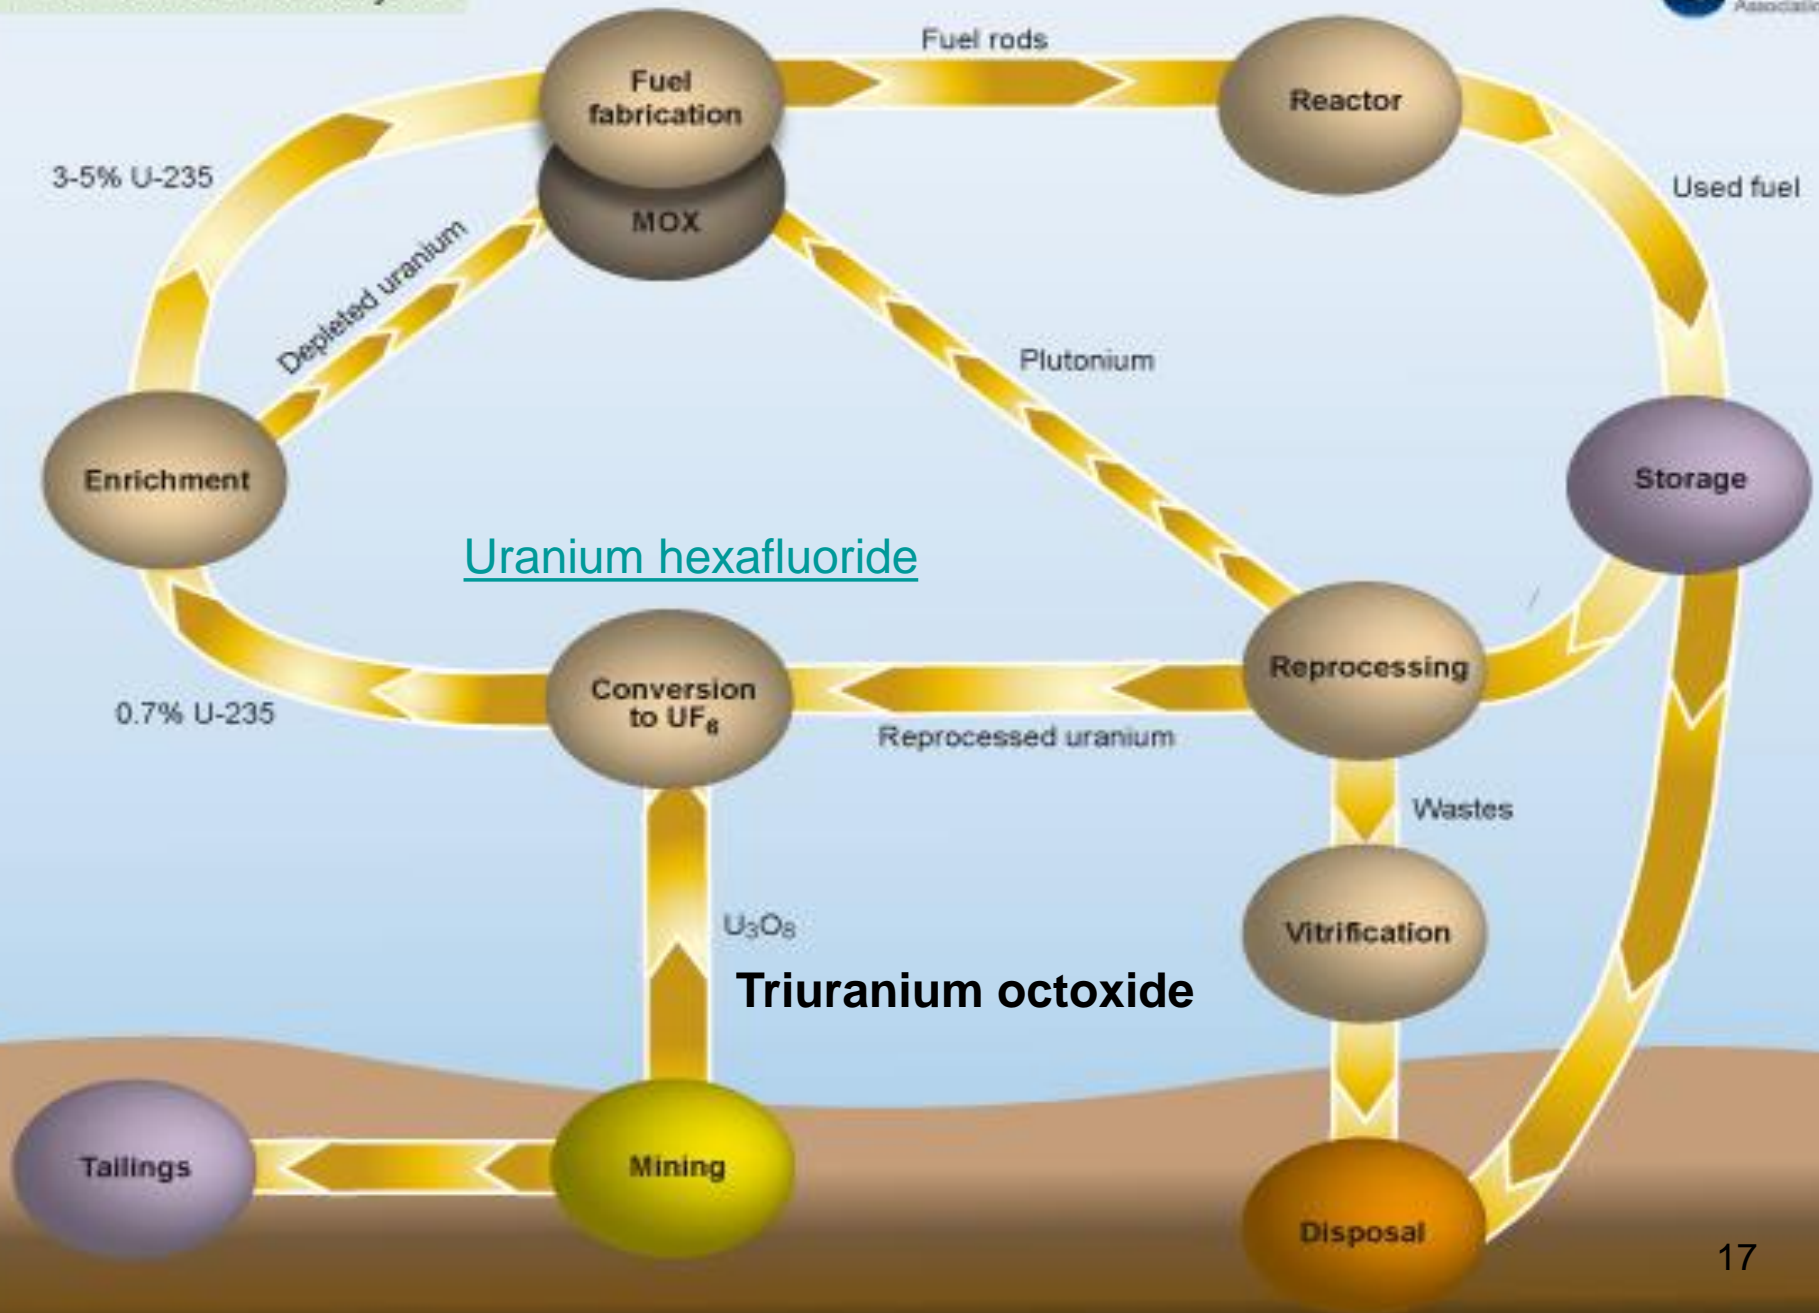 Association
Fuel rods
Fuel
fabrication
Reactor
3-5% U-235
Used fuel
MOX
Depleted uranium
Plutonium
Enrichment
Storage
Uranium hexafluoride
Conversion
to UF₆
Reprocessing
0.7% U-235
Reprocessed uranium
Wastes
U₃O₈
Vitrification
Triuranium octoxide
Tailings
Mining
Disposal
17